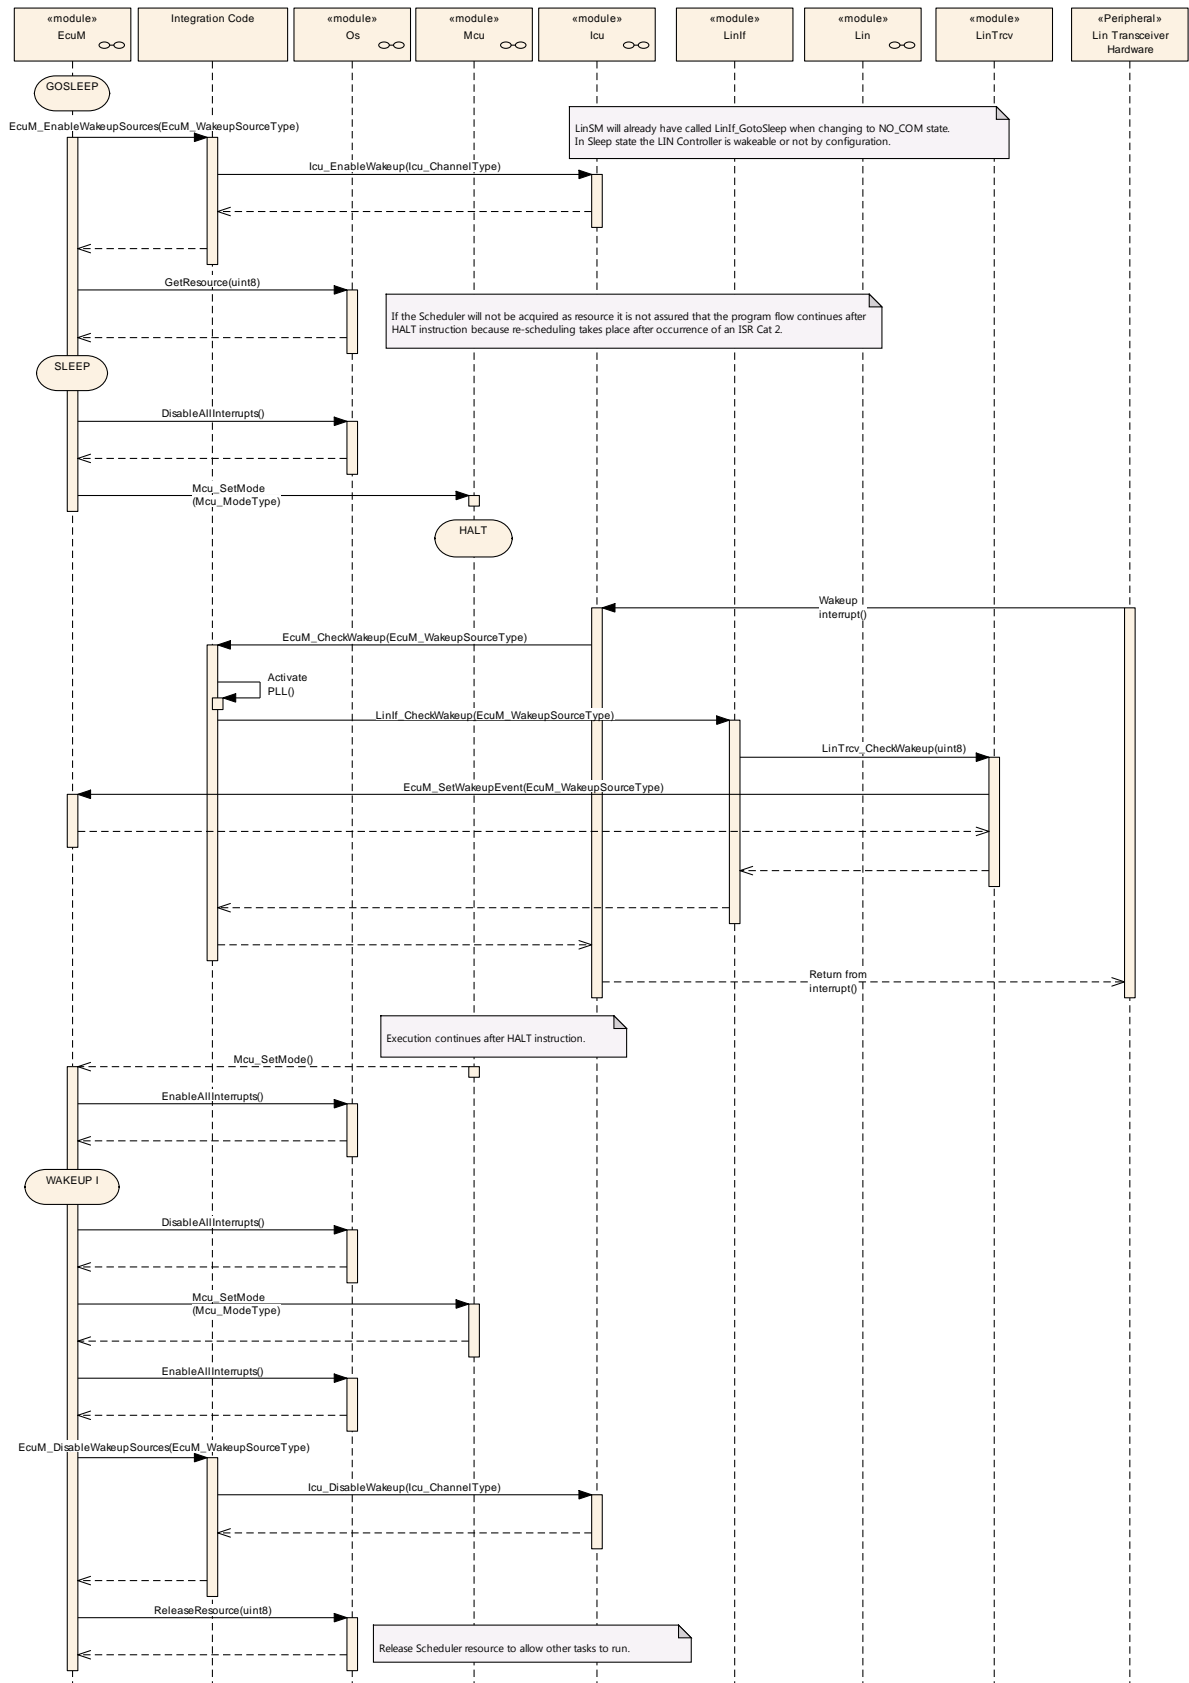 «module»
EcuM
Integration Code
«module»
Os
«module»
Mcu
«module»
Icu
«module»
LinIf
«module»
Lin
«module»
LinTrcv
«Peripheral»
Lin Transceiver
Hardware
GOSLEEP
EcuM_EnableWakeupSources(EcuM_WakeupSourceType)
LinSM will already have called LinIf_GotoSleep when changing to NO_COM state.
In Sleep state the LIN Controller is wakeable or not by configuration.
Icu_EnableWakeup(Icu_ChannelType)
GetResource(uint8)
If the Scheduler will not be acquired as resource it is not assured that the program flow continues after
HALT instruction because re-scheduling takes place after occurrence of an ISR Cat 2.
SLEEP
DisableAllInterrupts()
Mcu_SetMode
(Mcu_ModeType)
HALT
Wakeup
interrupt()
EcuM_CheckWakeup(EcuM_WakeupSourceType)
Activate
PLL()
LinIf_CheckWakeup(EcuM_WakeupSourceType)
LinTrcv_CheckWakeup(uint8)
EcuM_SetWakeupEvent(EcuM_WakeupSourceType)
Return from
interrupt()
Execution continues after HALT instruction.
Mcu_SetMode()
EnableAllInterrupts()
WAKEUP I
DisableAllInterrupts()
Mcu_SetMode
(Mcu_ModeType)
EnableAllInterrupts()
EcuM_DisableWakeupSources(EcuM_WakeupSourceType)
Icu_DisableWakeup(Icu_ChannelType)
ReleaseResource(uint8)
Release Scheduler resource to allow other tasks to run.